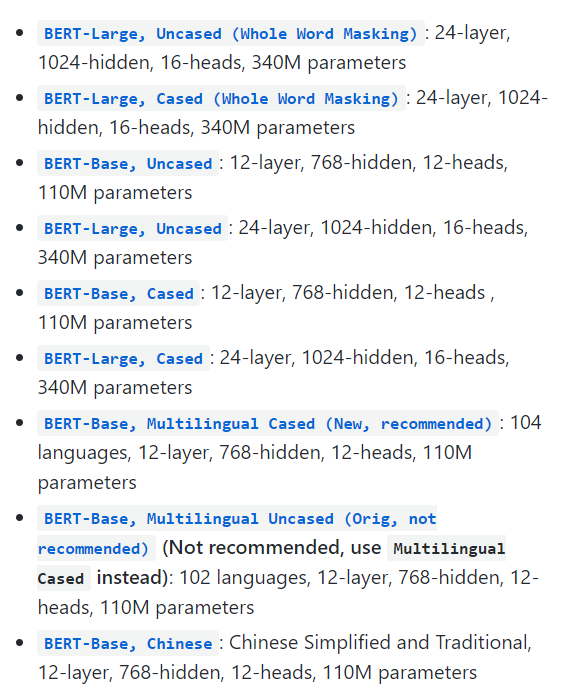 BERT-Large, Uncased (Whole Word Masking): 24-layer,
1024-hidden, 16-heads, 340M parameters
BERT-Large, Cased (Whole Word Masking): 24-layer, 1024-
hidden, 16-heads, 340M parameters
BERT-Base, Uncased: 12-layer, 768-hidden, 12-heads,
110M parameters
BERT-Large, Uncased: 24-layer, 1024-hidden, 16-heads,
340M parameters
BERT-Base, Cased: 12-layer, 768-hidden, 12-heads ,
110M parameters
BERT-Large, Cased: 24-layer, 1024-hidden, 16-heads,
340M parameters
BERT-Base, Multilingual Cased (New, recommended): 104
languages, 12-layer, 768-hidden, 12-heads, 110M
parameters
BERT-Base, Multilingual Uncased (Orig, not
recommended) (Not recommended, use Multilingual
Cased instead): 102 languages, 12-layer, 768-hidden, 12-
heads, 110M parameters
BERT-Base, Chinese: Chinese Simplified and Traditional,
12-layer, 768-hidden, 12-heads, 110M parameters